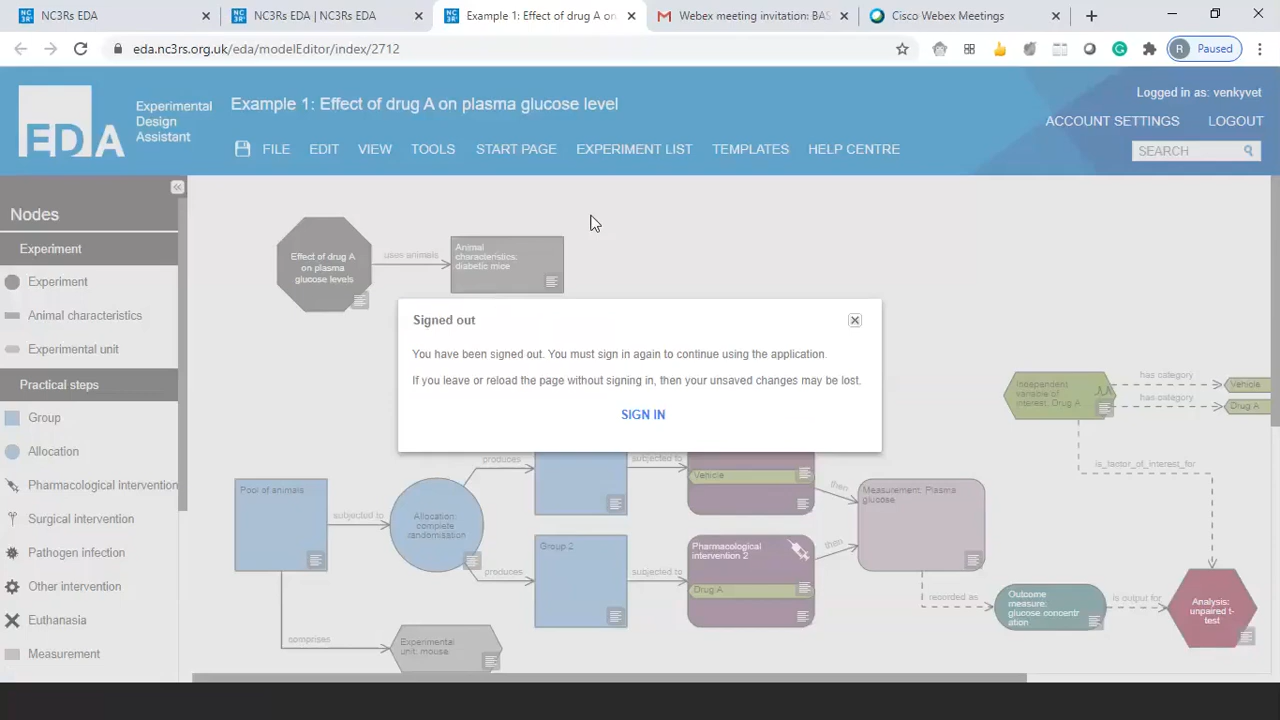 NC3Rs EDA
NC3Rs EDA | NC3Rs EDA
Example 1: Effect of drug A on
Webex meeting invitation: BAS
Cisco Webex Meetings
eda.nc3rs.org.uk/eda/modelEditor/index/2712
R Paused
NC
3Rs
EDA
Experimental
Design
Assistant
Example 1: Effect of drug A on plasma glucose level
Logged in as: venkyvet
ACCOUNT SETTINGS LOGOUT
FILE EDIT VIEW TOOLS START PAGE EXPERIMENT LIST TEMPLATES HELP CENTRE
SEARCH
Nodes
Experiment
Experiment
Animal characteristics
Experimental unit
Practical steps
Group
Allocation
Pharmacological intervention
Surgical intervention
Pathogen infection
Other intervention
Euthanasia
Measurement
Effect of drug A
on plasma
glucose levels
uses animals
Animal
characteristics:
diabetic mice
Signed out
You have been signed out. You must sign in again to continue using the application.
If you leave or reload the page without signing in, then your unsaved changes may be lost.
SIGN IN
Independent
variable of
interest: Drug A
has category
Vehicle
has category
Drug A
is_factor_of_interest_for
Pool of animals
subjected to
Allocation:
complete
randomisation
produces
subjected to
Vehicle
then
Measurement: Plasma
glucose
produces
Group 2
subjected to
Pharmacological
intervention 2
Drug A
then
recorded as
Outcome
measure:
glucose concentr
ation
is output for
Analysis:
unpaired t-
test
comprises
Experimental
unit: mouse